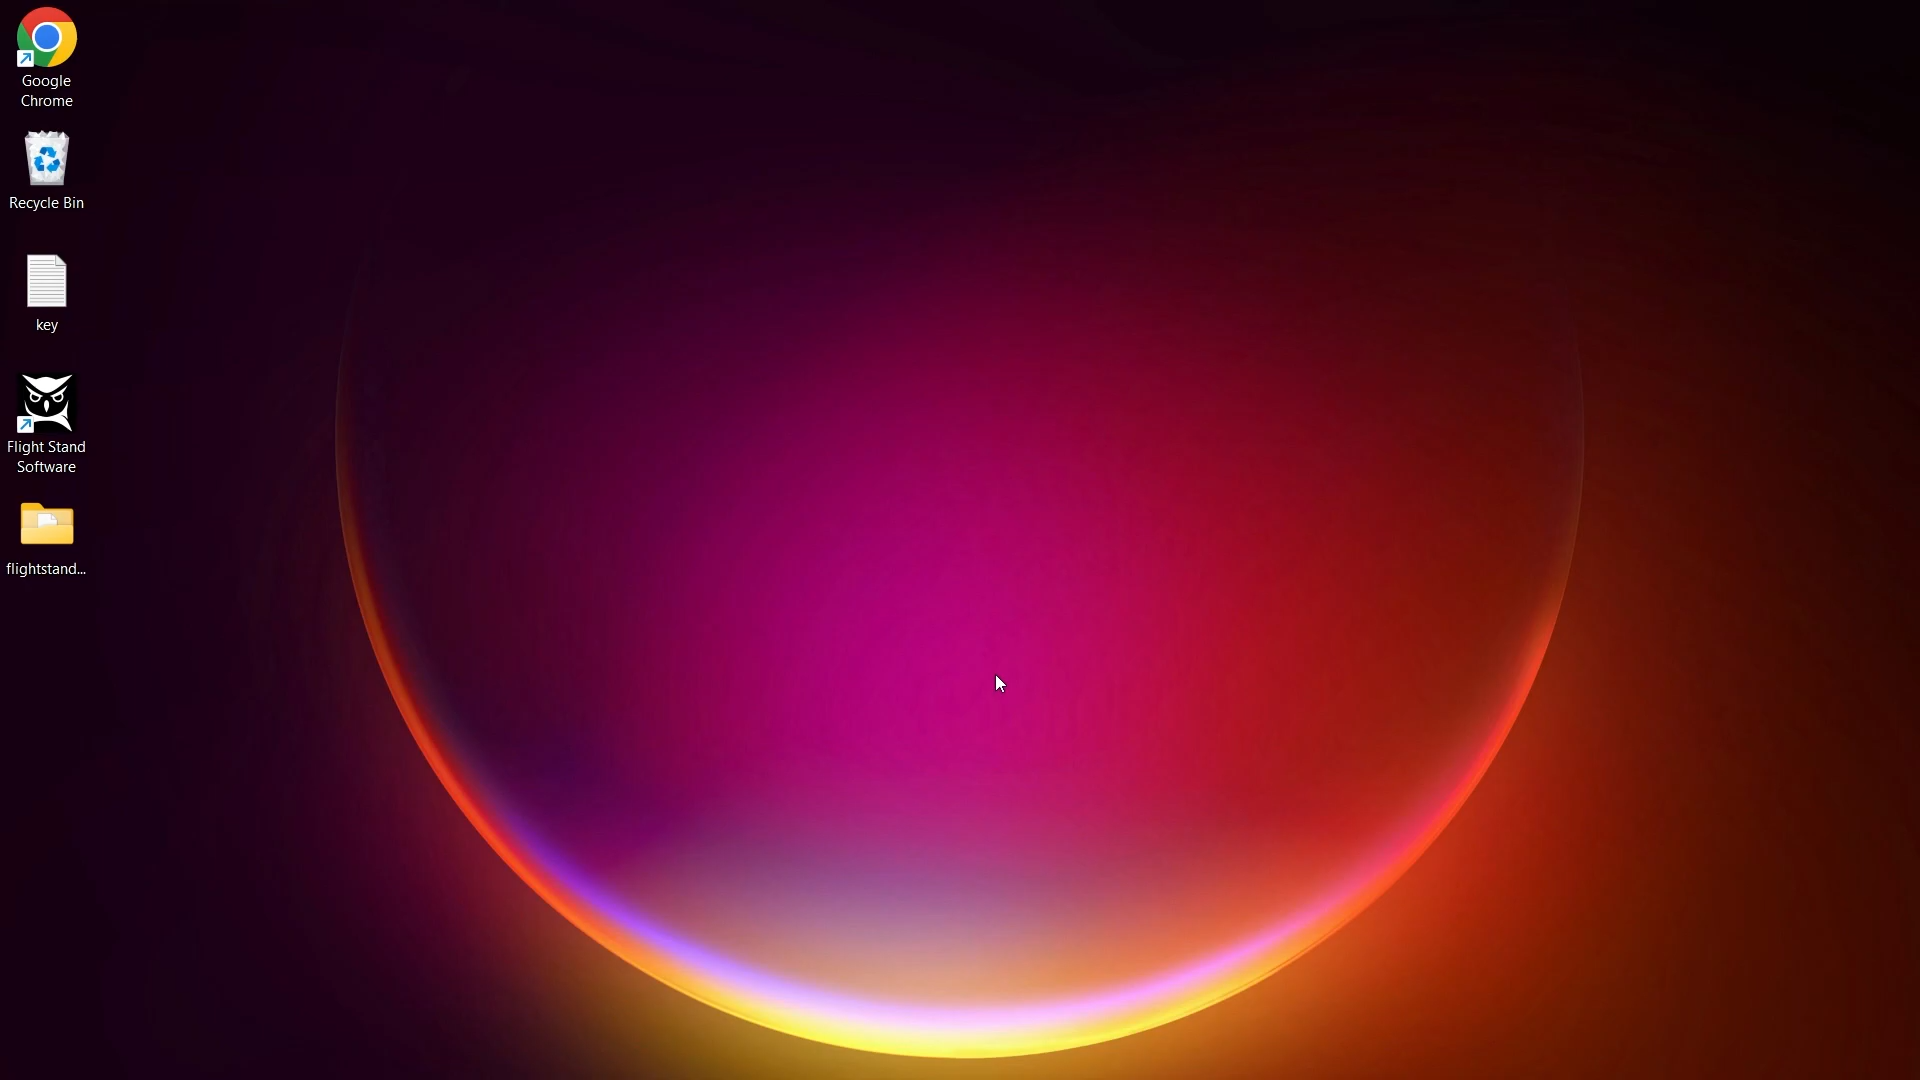 Google
Chrome
Recycle Bin
key
Flight Stand
Software
flightstand...